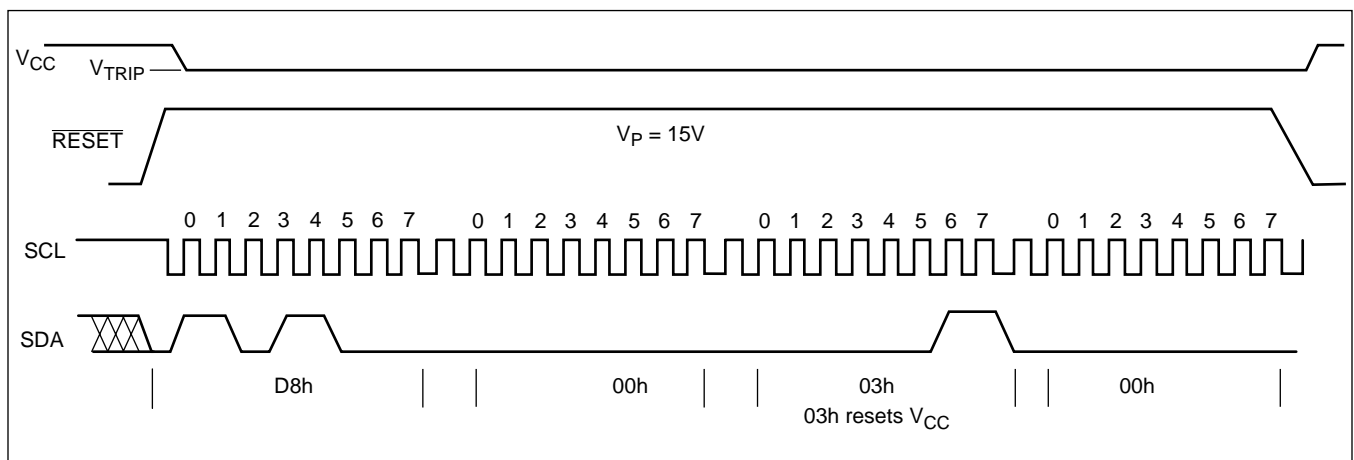 VCC
VTRIP
RESET
VP = 15V
0 1 2 3 4 5 6 7 0 1 2 3 4 5 6 7 0 1 2 3 4 5 6 7 0 1 2 3 4 5 6 7
SCL
SDA
D8h 00h 03h 00h
03h resets VCC